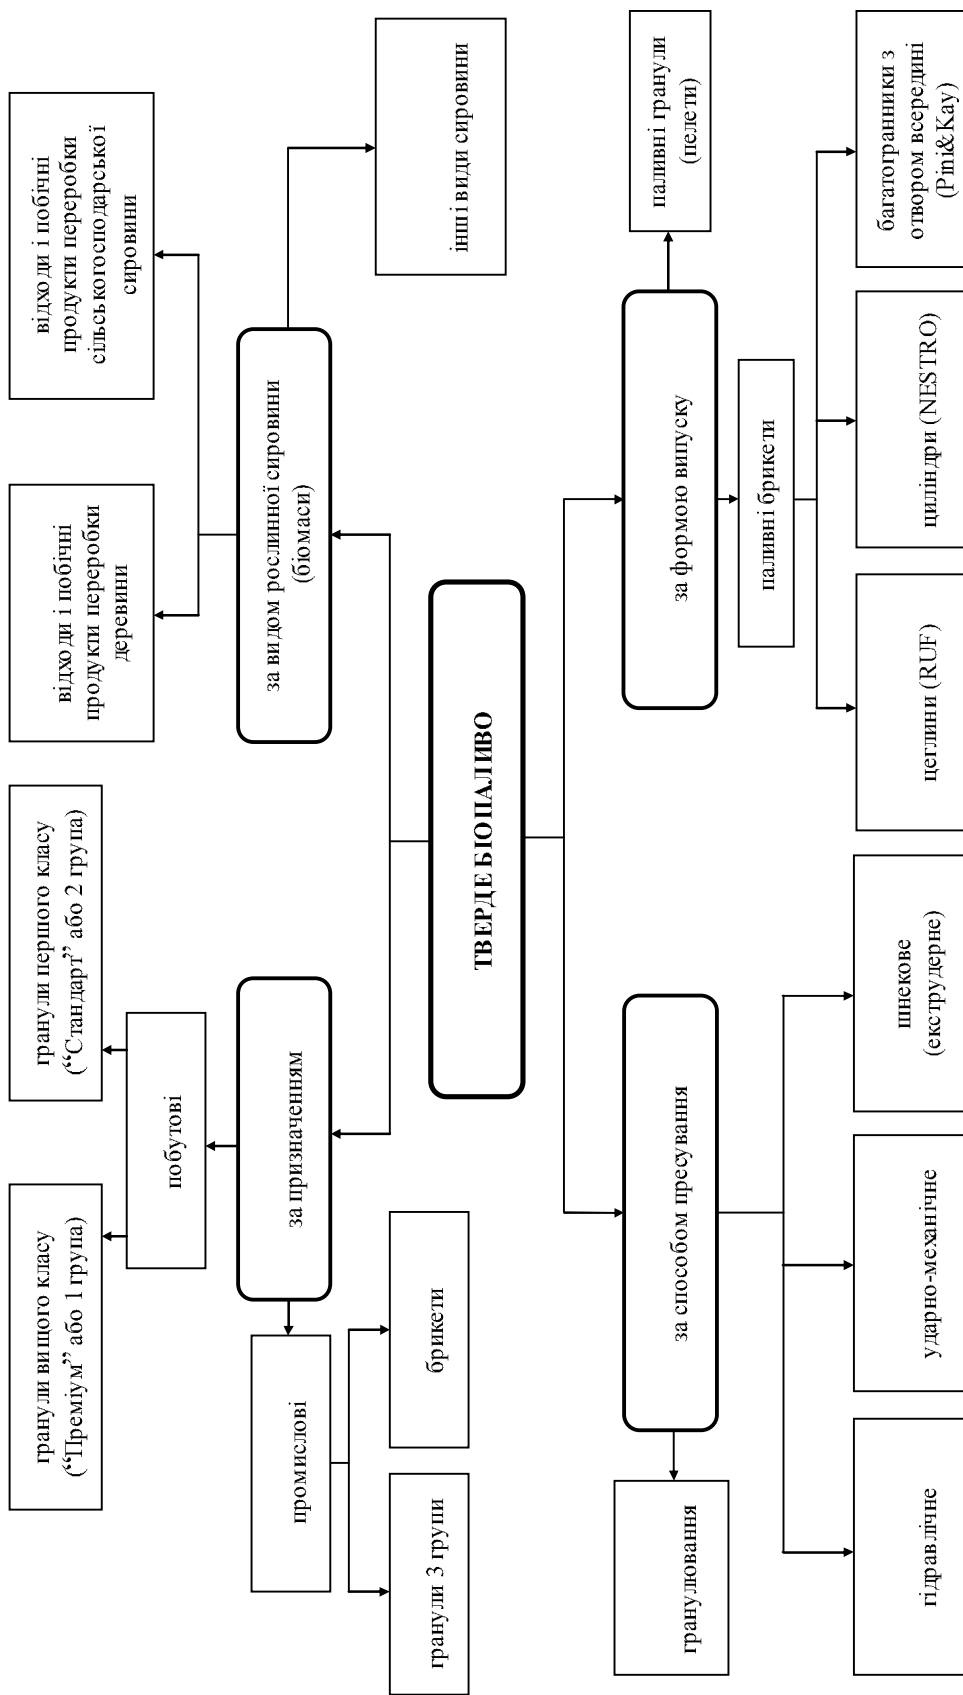 гранули вищого класу
(“Преміум” або 1 група)
гранули першого класу
(“Стандарт” або 2 група)
відходи і побічні
продукти переробки
деревини
відходи і побічні
продукти переробки
сільськогосподарської
сировини
побутові
промислові
за призначенням
за видом рослинної сировини
(біомаси)
гранули 3 групи
брикети
інші види сировини
ТВЕРДЕ БІОПАЛИВО
гранулювання
за способом пресування
за формою випуску
паливні гранули
(пелети)
паливні брикети
гідравлічне
ударно-механічне
шнекове
(екструдерне)
цеглини (RUF)
циліндри (NESTRO)
багатогранники з
отвором всередині
(Pini&Kay)